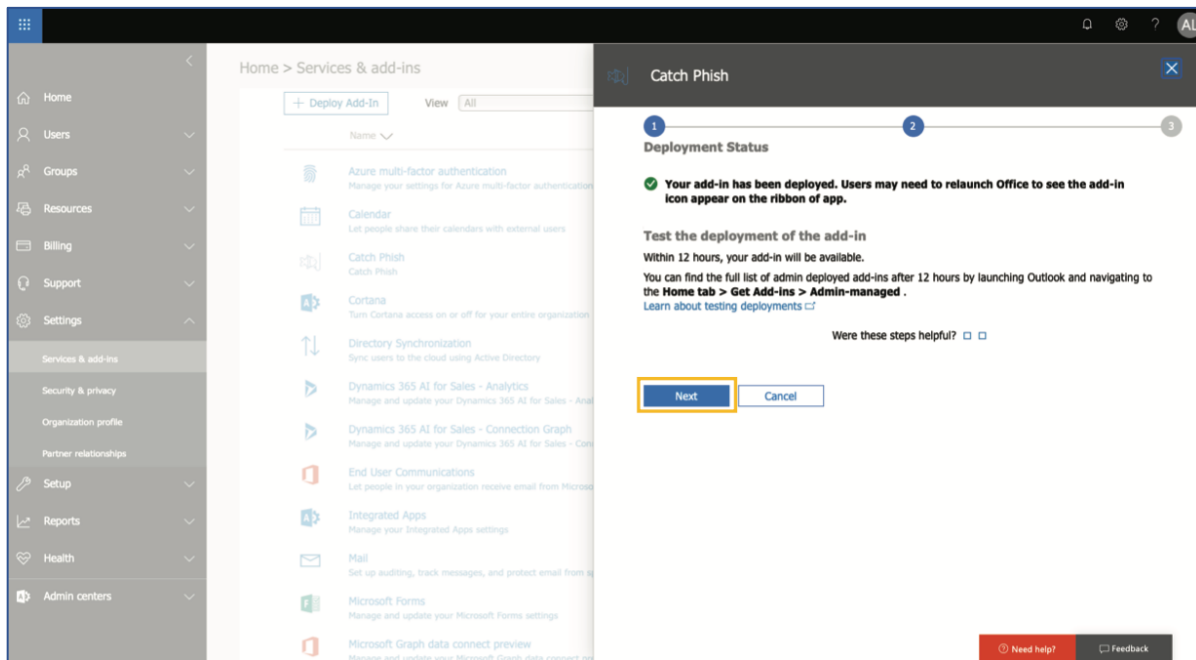 ?
AL
Home > Services & add-ins
Catch Phish
+ Deploy Add-In
View
All
Name
Home
Users
Groups
Resources
Billing
Support
Settings
Services & add-ins
Security & privacy
Organization profile
Partner relationships
Setup
Reports
Health
Admin centers
Azure multi-factor authentication
Manage your settings for Azure multi-factor authentication
Calendar
Let people share their calendars with external users
Catch Phish
Catch Phish
Cortana
Turn Cortana access on or off for your entire organization
Directory Synchronization
Sync users to the cloud using Active Directory
Dynamics 365 AI for Sales - Analytics
Manage and update your Dynamics 365 AI for Sales - Anal
Dynamics 365 AI for Sales - Connection Graph
Manage and update your Dynamics 365 AI for Sales - Con
End User Communications
Let people in your organization receive email from Microso
Integrated Apps
Manage your Integrated Apps settings
Mail
Set up auditing, track messages, and protect email from sp
Microsoft Forms
Manage and update your Microsoft Forms settings
Microsoft Graph data connect preview
Manage and update your Microsoft Graph data connect pre
1
2
3
Deployment Status
Your add-in has been deployed. Users may need to relaunch Office to see the add-in
icon appear on the ribbon of app.
Test the deployment of the add-in
Within 12 hours, your add-in will be available.
You can find the full list of admin deployed add-ins after 12 hours by launching Outlook and navigating to
the Home tab > Get Add-ins > Admin-managed .
Learn about testing deployments
Were these steps helpful?
Next
Cancel
Need help?
Feedback